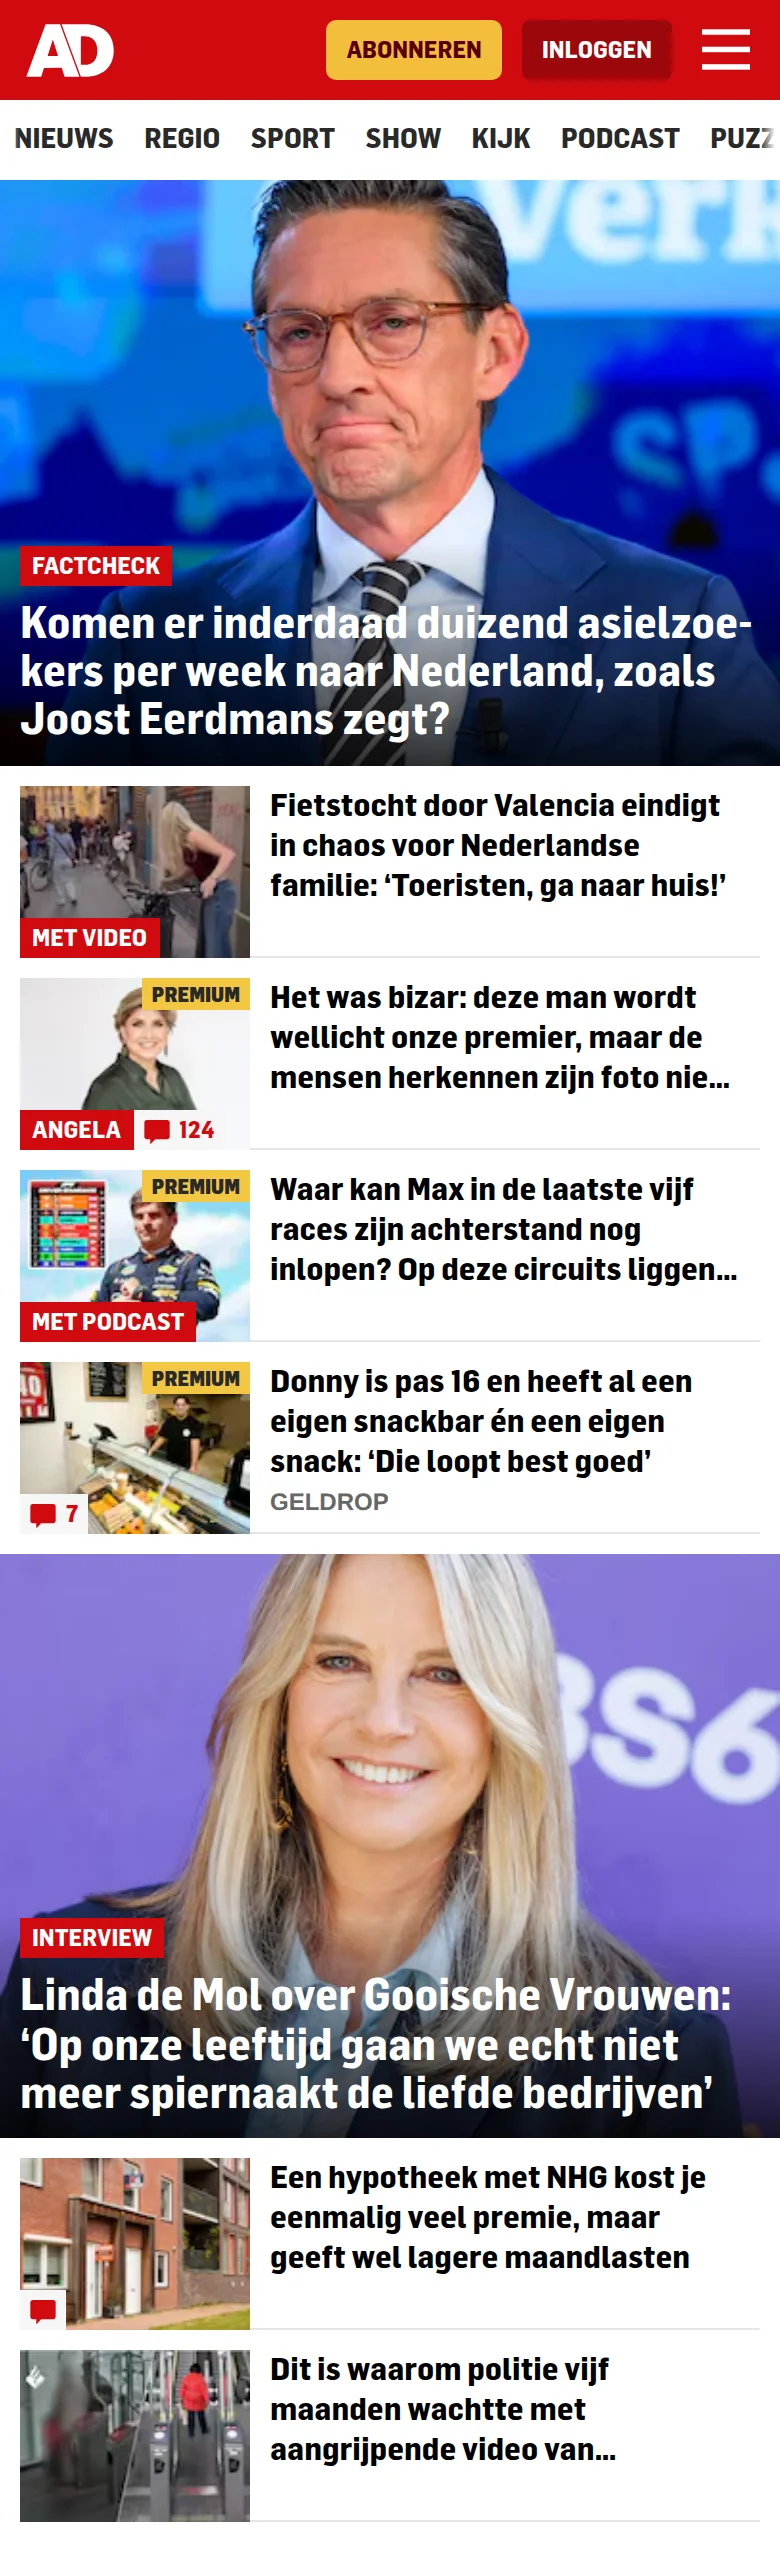 AD
ABONNEREN
INLOGGEN
NIEUWS REGIO SPORT SHOW KIJK PODCAST PUZZ
verk
SP.
FACTCHECK
Komen er inderdaad duizend asielzoe-
kers per week naar Nederland, zoals
Joost Eerdmans zegt?
Fietstocht door Valencia eindigt
in chaos voor Nederlandse
familie: ‘Toeristen, ga naar huis!’
MET VIDEO
PREMIUM
Het was bizar: deze man wordt
wellicht onze premier, maar de
mensen herkennen zijn foto nie...
ANGELA
124
PREMIUM
Waar kan Max in de laatste vijf
races zijn achterstand nog
inlopen? Op deze circuits liggen...
MET PODCAST
PREMIUM
Donny is pas 16 en heeft al een
eigen snackbar én een eigen
snack: ‘Die loopt best goed’
GELDROP
7
BS6
INTERVIEW
Linda de Mol over Gooische Vrouwen:
‘Op onze leeftijd gaan we echt niet
meer spiernaakt de liefde bedrijven’
Een hypotheek met NHG kost je
eenmalig veel premie, maar
geeft wel lagere maandlasten
Dit is waarom politie vijf
maanden wachtte met
aangrijpende video van...